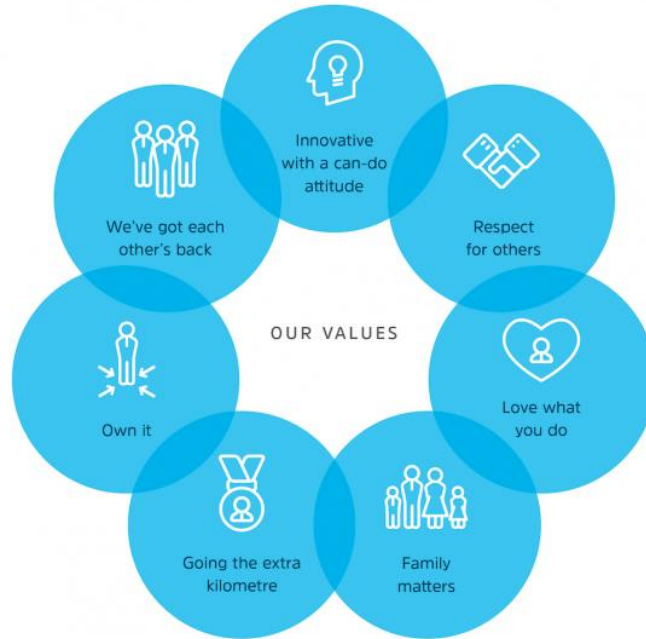 Innovative
with a can-do
attitude
We've got each
other's back
Respect
for others
OUR VALUES
Own it
Love what
you do
Going the extra
kilometre
Family
matters